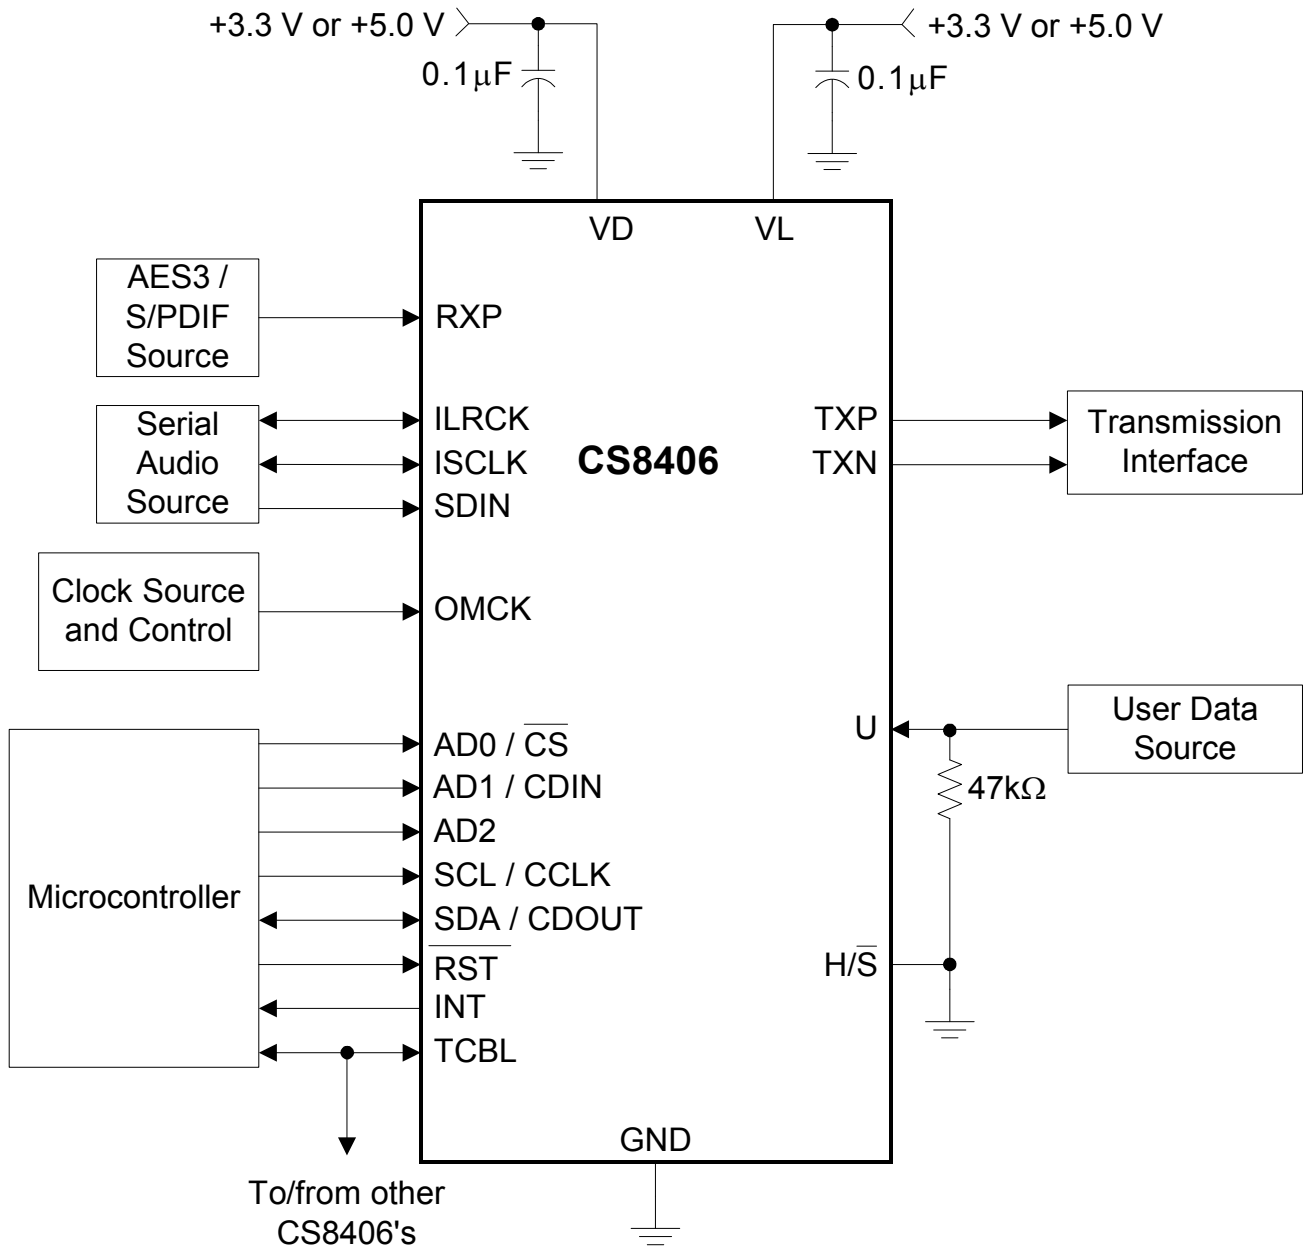 +3.3 V or +5.0 V
+3.3 V or +5.0 V
0.1µF
0.1µF
VD
VL
AES3 /
S/PDIF
Source
RXP
Serial
Audio
Source
ILRCK
ISCLK
SDIN
CS8406
TXP
TXN
Transmission
Interface
Clock Source
and Control
OMCK
U
User Data
Source
47kΩ
Microcontroller
AD0 / C̅S̅
AD1 / CDIN
AD2
SCL / CCLK
SDA / CDOUT
R̅S̅T̅
INT
TCBL
H/S̅
GND
To/from other
CS8406's